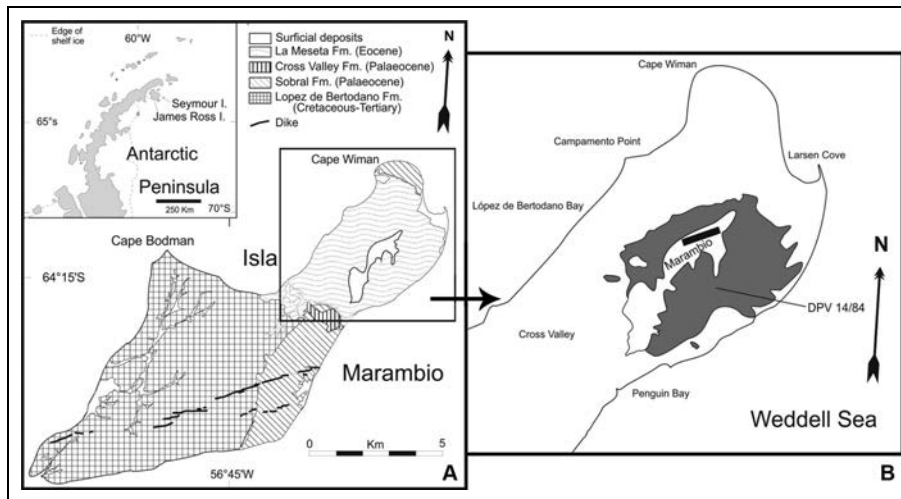 Edge of
shelf ice
60°W
Seymour I.
James Ross I.
65°s
Antarctic
Peninsula
250 Km
70°S
Surficial deposits
La Meseta Fm. (Eocene)
Cross Valley Fm. (Palaeocene)
Sobral Fm. (Palaeocene)
Lopez de Bertodano Fm.
(Cretaceous-Tertiary)
Dike
N
Cape Wiman
Cape Bodman
Isla
64°15'S
Marambio
0
Km
5
56°45'W
A
Cape Wiman
Campamento Point
Larsen Cove
López de Bertodano Bay
Marambio
N
DPV 14/84
Cross Valley
Penguin Bay
Weddell Sea
B